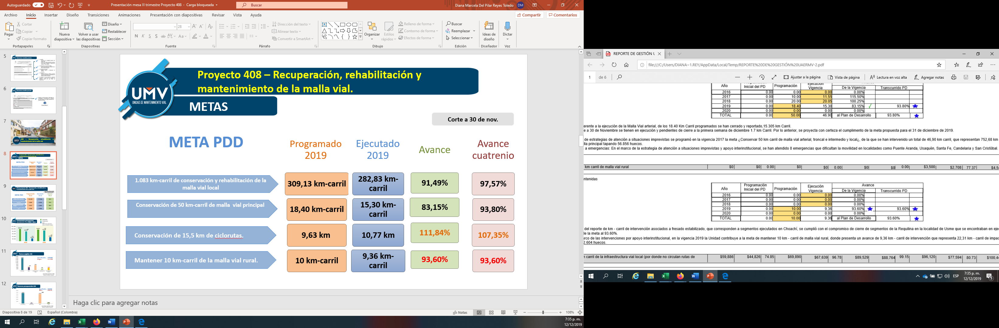 Autoguardado
Presentación mesa III trimestre Proyecto 408 - Carga bloqueada
Buscar
Diana Marcela Del Pilar Reyes Toledo
DM
Archivo
Inicio
Insertar
Diseño
Transiciones
Animaciones
Presentación con diapositivas
Revisar
Vista
Ayuda
Compartir
Comentarios
Pegar
Cortar
Copiar
Copiar formato
Portapapeles
Nueva
diapositiva
Volver a usar
las diapositivas
Diseño
Restablecer
Sección
Diapositivas
28
Fuente
Párrafo
Dirección del texto
Alinear texto
Convertir a SmartArt
Organizar
Estilos
rápidos
Relleno de forma
Contorno de forma
Efectos de forma
Dibujo
Buscar
Reemplazar
Seleccionar
Edición
Ideas de
diseño
Diseñador
Dictar
Voz
5
6
7
8
9
10
11
12
UMV
UNIDAD DE MANTENIMIENTO VIAL
Proyecto 408 – Recuperación, rehabilitación y
mantenimiento de la malla vial.
METAS
Corte a 30 de nov.
META PDD
Programado
2019
Ejecutado
2019
Avance
Avance
cuatrenio
1.083 km-carril de conservación y rehabilitación de la
malla vial local
309,13 km-carril
282,83 km-
carril
91,49%
97,57%
Conservación de 50 km-carril de malla vial principal
18,40 km-carril
15,30 km-
carril
83,15%
93,80%
Conservación de 15,5 km de ciclorutas.
9,63 km
10,77 km
111,84%
107,35%
Mantener 10 km-carril de la malla vial rural.
10 km-carril
9,36 km-
carril
93,60%
93,60%
Haga clic para agregar notas
Diapositiva 8 de 19
Español (Colombia)
Notas
108%
7:35 p. m.
12/12/2019
REPORTE DE GESTIÓN U
file:///C:/Users/DIANA~1.REY/AppData/Local/Temp/REPORTE%20DE%20GESTIÓN%20UAERMV-2.pdf
1 de 6
Ajustar a la página
Vista de página
Lectura en voz alta
Agregar notas
Año
Inicial del PD
Programación
Ejecución
Vigencia
De la Vigencia
Transcurrido PD
2016 0.00 0.00 0.00 0.00%
2017 0.00 10.00 11.55 115.50%
2018 0.00 20.00 20.05 100.25%
2019 0.00 18.40 15.30 83.15% 93.80%
2020 0.00 0.00 0.00 0.00%
TOTAL 0.00 50.00 46.90 al Plan de Desarrollo 93.80%
erente a la ejecución de la Malla Vial arterial, de los 18.40 Km Carril programados se han cerrado y reportado,15.305 km Carril.
e a 30 de Noviembre se tienen en ejecución y pendientes de cierre a la primera semana de diciembre 1.7 km Carril. Por lo anterior, se proyecta con certeza el cumplimento de la meta propuesta para el 31 de diciembre de 2019.
de estrategias de atención a situaciones imprevistas se programó en la vigencia 2017 la meta ¿Conservar 50 km carril de malla vial arterial, troncal e intermedio y local¿, de la que se han intervenido un total de 46,90 km carril, que representan 752,68 km
lla principal tapando 56.856 huecos.
a emergencias: En el marco de la estrategia de atención a situaciones imprevistas y apoyo interinstitucional, se han atendido 8 emergencias que dificultan la movilidad en localidades como Puente Aranda, Usaquén, Santa Fe, Candelaria y San Cristóbal.
km carril de malla vial rural $0 $0 0.00 $0 $0 0.00 $0 $0 0.00 $3,500 $2,708 77.37 $4,5
ntenidas
Año
Programación
Inicial del PD
Programación
Ejecución
Vigencia
Avance
De la Vigencia
Transcurrido PD
2016 0.00 0.00 0.00 0.00%
2017 0.00 0.00 0.00 0.00%
2018 0.00 0.00 0.00 0.00%
2019 0.00 10.00 9.36 93.60% 93.60%
2020 0.00 0.00 0.00 0.00%
TOTAL 0.00 10.00 9.36 al Plan de Desarrollo 93.60%
del reporte de km - carril de intervención asociados a fresado estabilizado, que corresponden a segmentos ejecutados en Choachí, se cumplió con el compromiso de cierre de segmentos de la Requilina en la localidad de Usme que se encontraban en eje
de la meta al 93.60%.
rco de las intervenciones por apoyo interinstitucional, en la vigencia 2019 la Unidad contribuye a la meta de mantener 10 km - carril de malla vial rural, donde presenta un avance de 9,36 km - carril de intervención que representa 22,31 km - carril de impac
2.604 huecos.
n carril de la infraestructura vial local (por donde no circulan rutas de $59,886 $44,826 74.85 $69,890 $67,639 96.78 $89,529 $88,764 99.15 $96,120 $77,594 80.73 $100,4
ESP
7:35 p. m.
12/12/2019
5